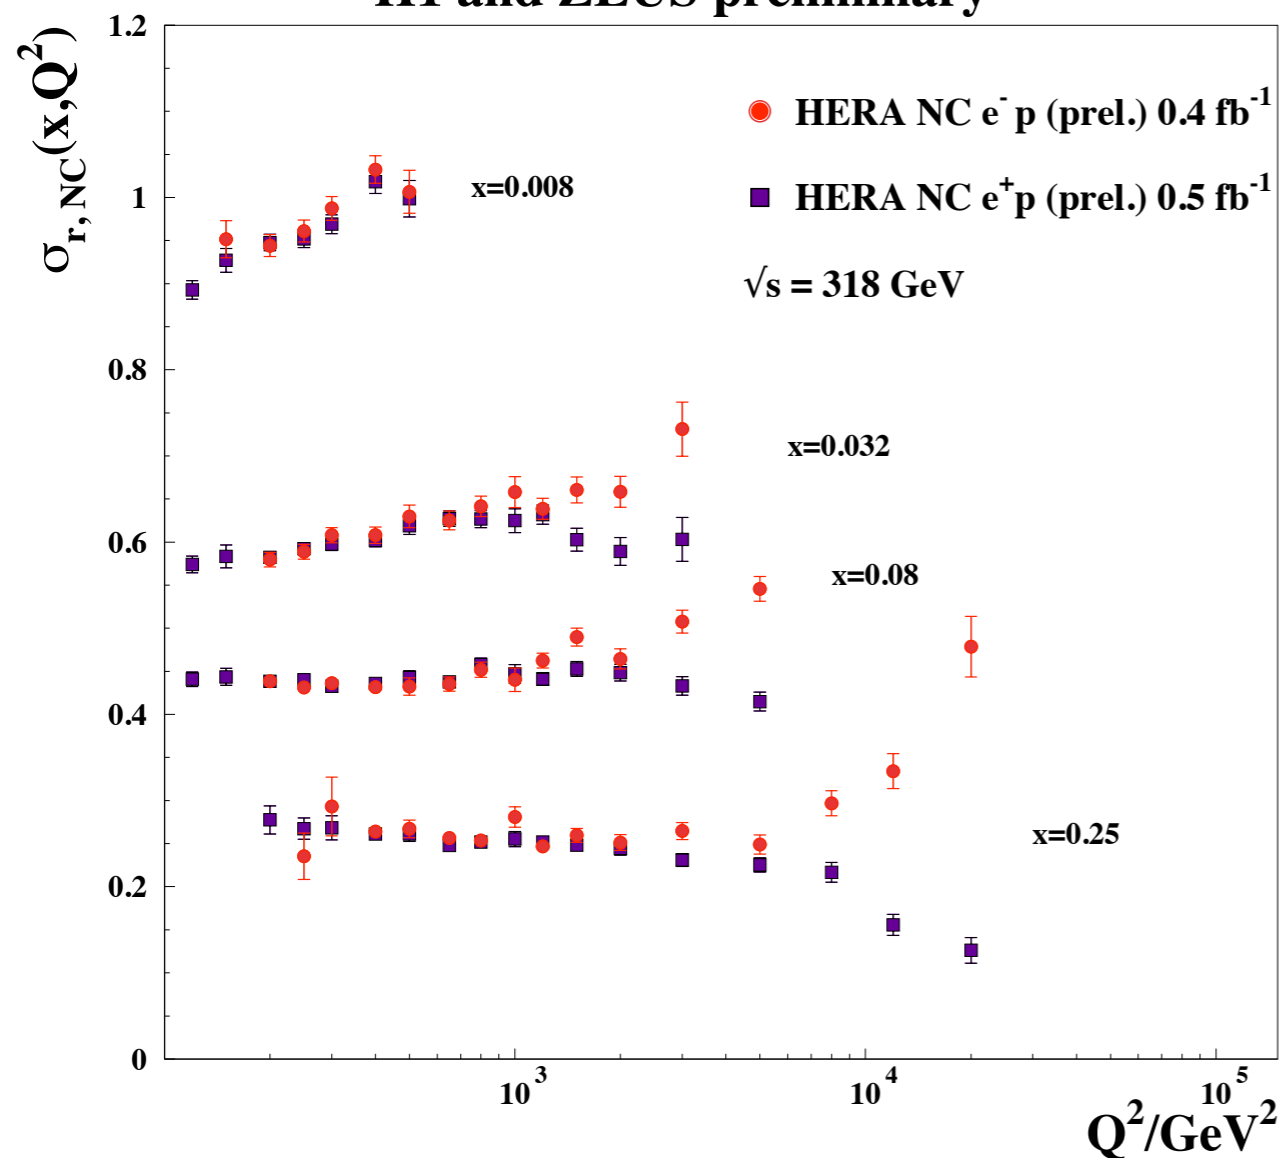 H1 and ZEUS preliminary
σr, NC(x,Q²)
HERA NC e⁻p (prel.) 0.4 fb⁻¹
HERA NC e⁺p (prel.) 0.5 fb⁻¹
√s = 318 GeV
x=0.008
x=0.032
x=0.08
x=0.25
1.2
1
0.8
0.6
0.4
0.2
0
10³
10⁴
10⁵
Q²/GeV²